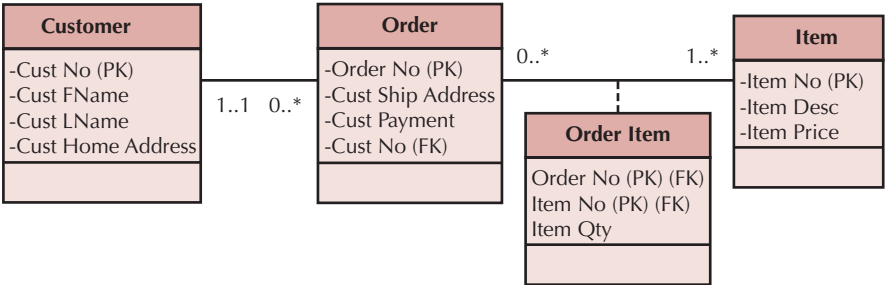 Customer
-Cust No (PK)
-Cust FName
-Cust LName
-Cust Home Address
1..1 0..*
Order
-Order No (PK)
-Cust Ship Address
-Cust Payment
-Cust No (FK)
0..* 1..*
Order Item
Order No (PK) (FK)
Item No (PK) (FK)
Item Qty
Item
-Item No (PK)
-Item Desc
-Item Price